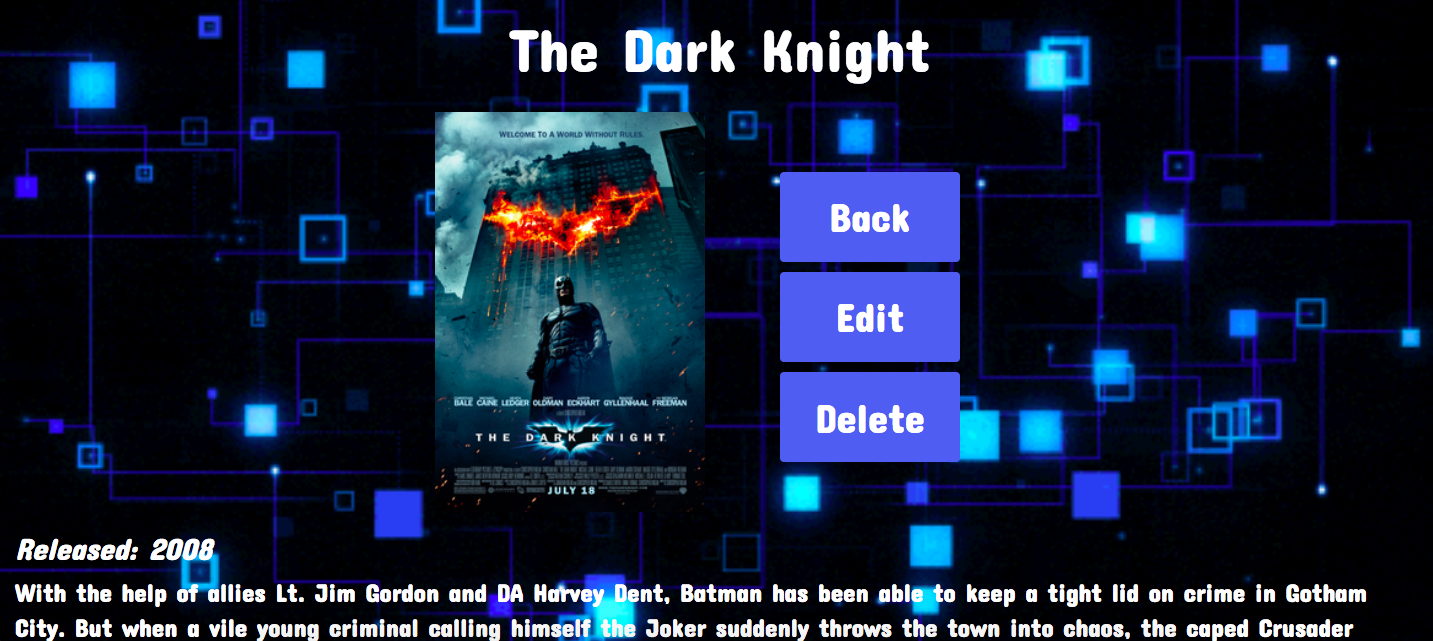 The Dark Knight
WELCOME TO A WORLD WITHOUT RULES.
Back
Edit
Delete
BALE CAINE LEDGER OLDMAN ECKHART GYLLENHAAL FREEMAN
THE DARK KNIGHT
JULY 18
Released: 2008
With the help of allies Lt. Jim Gordon and DA Harvey Dent, Batman has been able to keep a tight lid on crime in Gotham
City. But when a vile young criminal calling himself the Joker suddenly throws the town into chaos, the caped Crusader